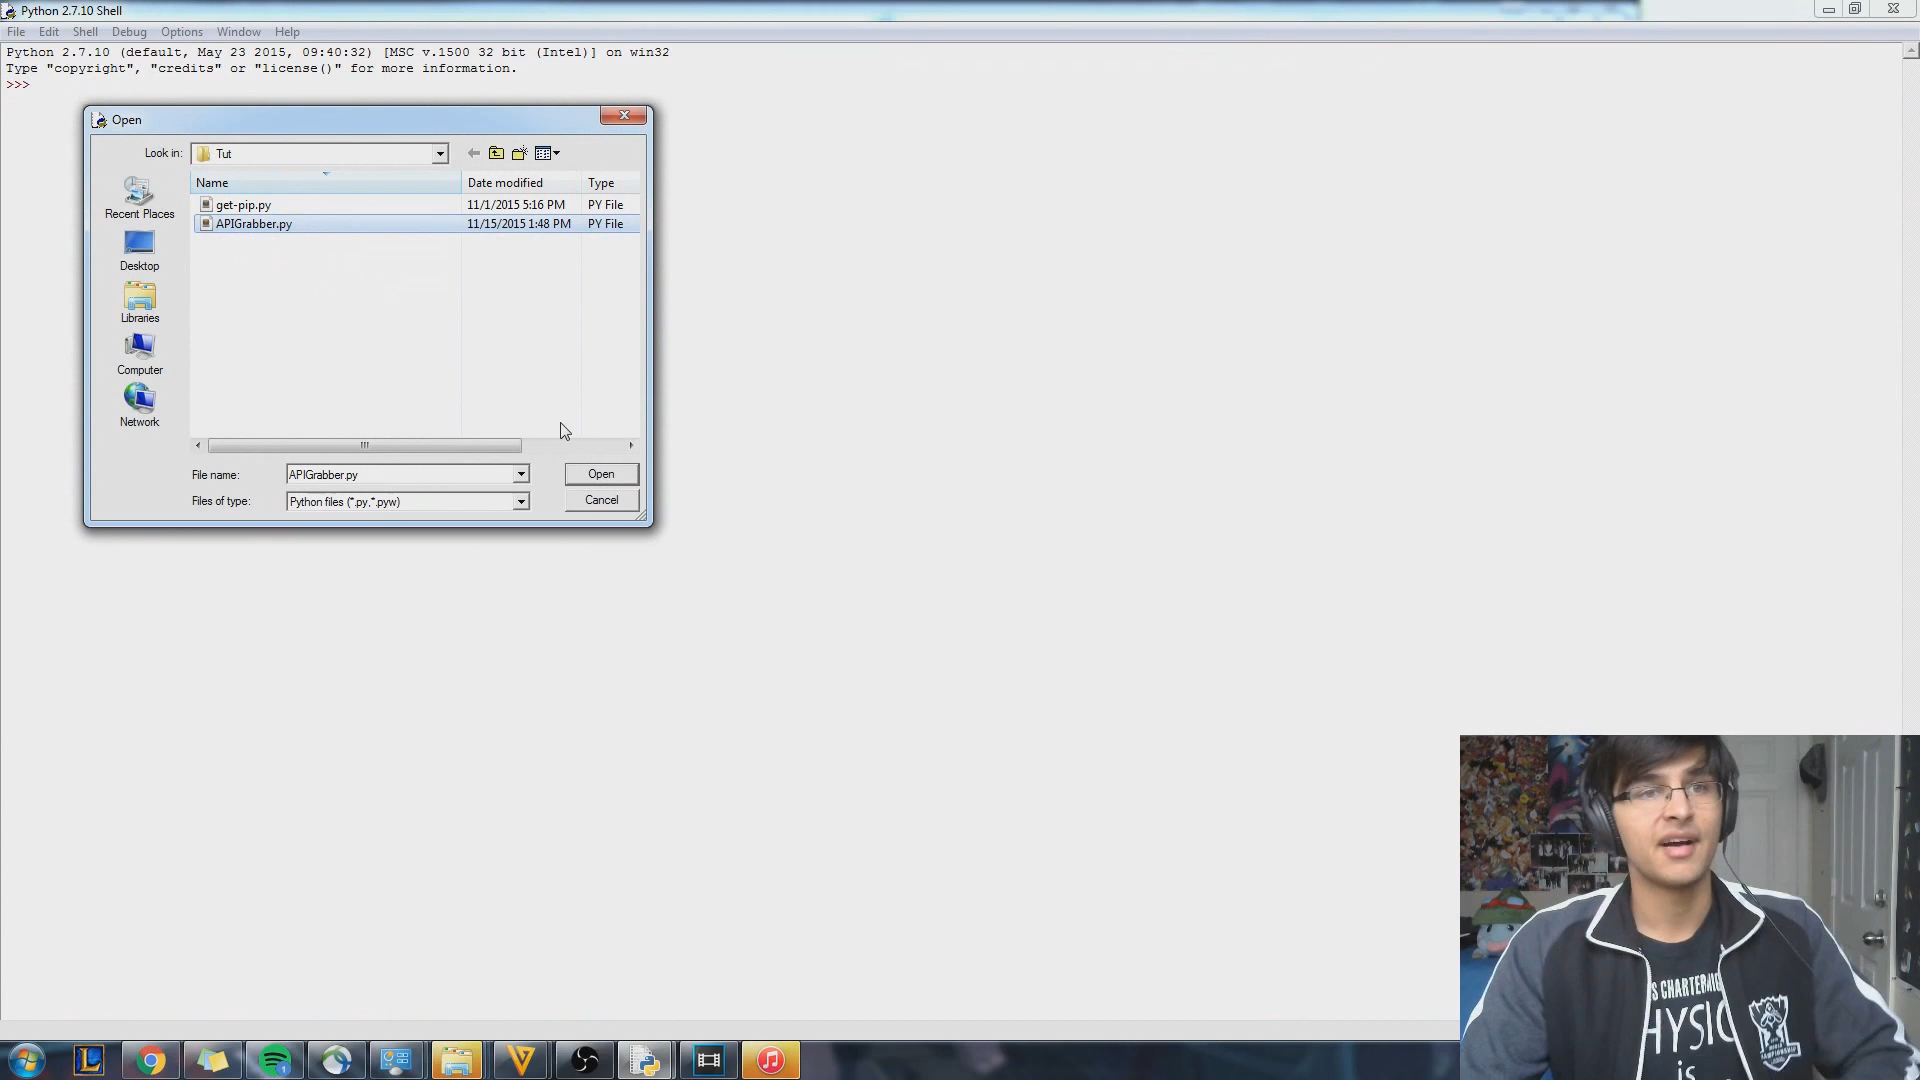 Python 2.7.10 Shell
File Edit Shell Debug Options Window Help
Python 2.7.10 (default, May 23 2015, 09:40:32) [MSC v.1500 32 bit (Intel)] on win32
Type "copyright", "credits" or "license()" for more information.
>>>
Open
Look in: Tut
Name Date modified Type
get-pip.py 11/1/2015 5:16 PM PY File
APIGrabber.py 11/15/2015 1:48 PM PY File
Recent Places
Desktop
Libraries
Computer
Network
File name: APIGrabber.py Open
Files of type: Python files (*.py,*.pyw) Cancel
L
1
S CHARTERNIGH
HYSIC
is